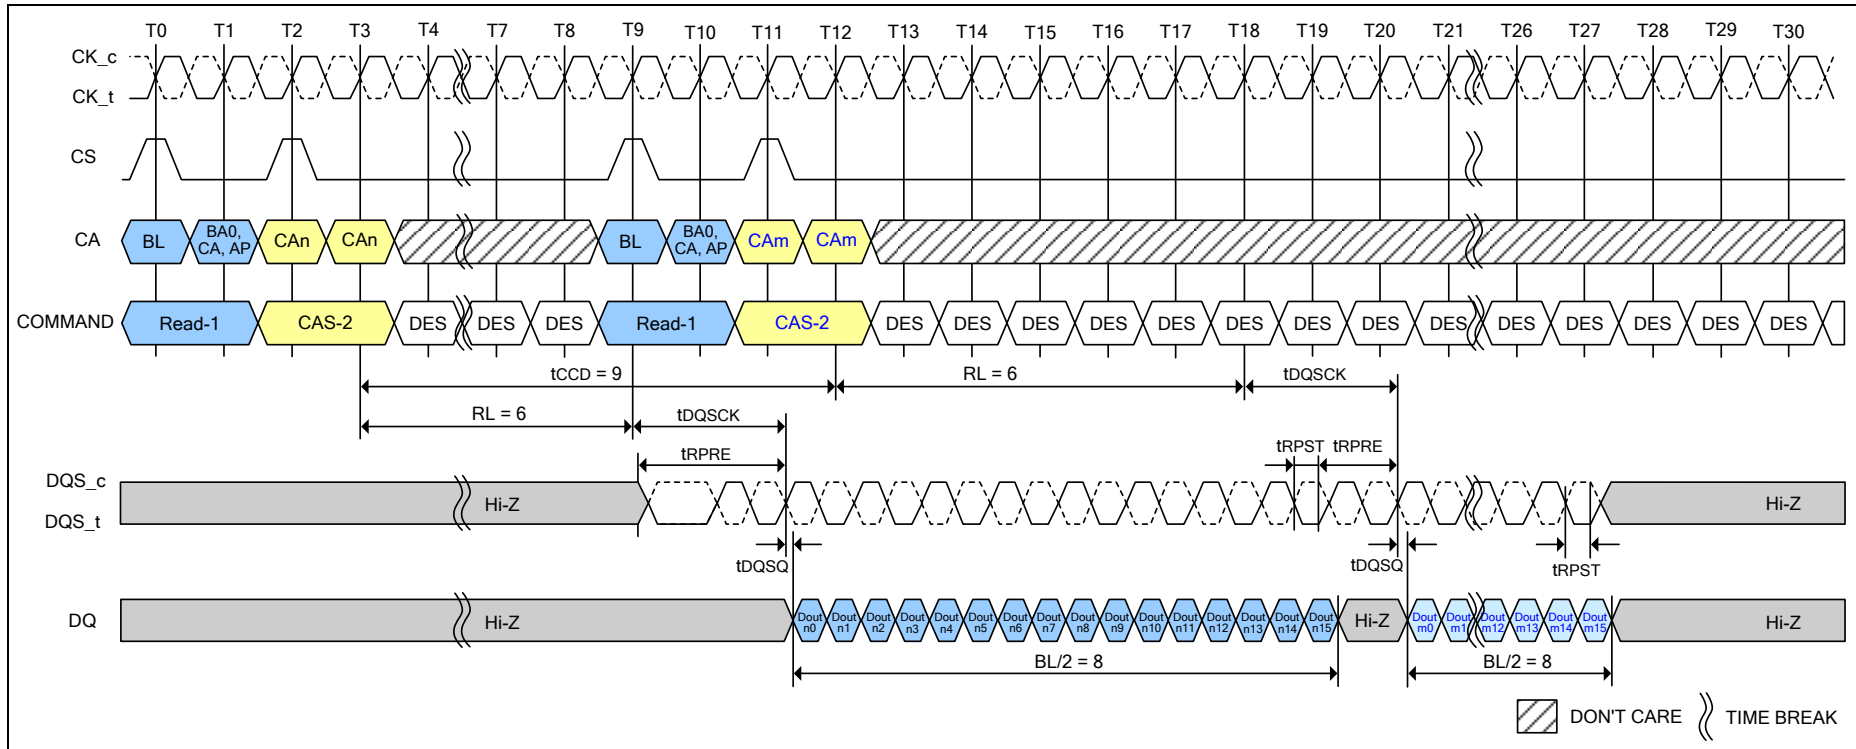 T0 T1 T2 T3 T4 T7 T8 T9 T10 T11 T12 T13 T14 T15 T16 T17 T18 T19 T20 T21 T26 T27 T28 T29 T30
CK_c
CK_t
CS
CA BL BA0, CA, AP CAn CAn BL BA0, CA, AP CAm CAm
COMMAND Read-1 CAS-2 DES DES DES Read-1 CAS-2 DES DES DES DES DES DES DES DES DES DES DES DES DES DES
tCCD = 9 RL = 6 tDQSCK
RL = 6 tDQSCK
tRPRE tRPST tRPRE
DQS_c
Hi-Z Hi-Z
DQS_t
tDQSQ tDQSQ tRPST
DQ Hi-Z Dout n0 Dout n1 Dout n2 Dout n3 Dout n4 Dout n5 Dout n6 Dout n7 Dout n8 Dout n9 Dout n10 Dout n11 Dout n12 Dout n13 Dout n14 Dout n15 Hi-Z Dout m0 Dout m1 Dout m12 Dout m13 Dout m14 Dout m15 Hi-Z
BL/2 = 8 BL/2 = 8
DON'T CARE TIME BREAK